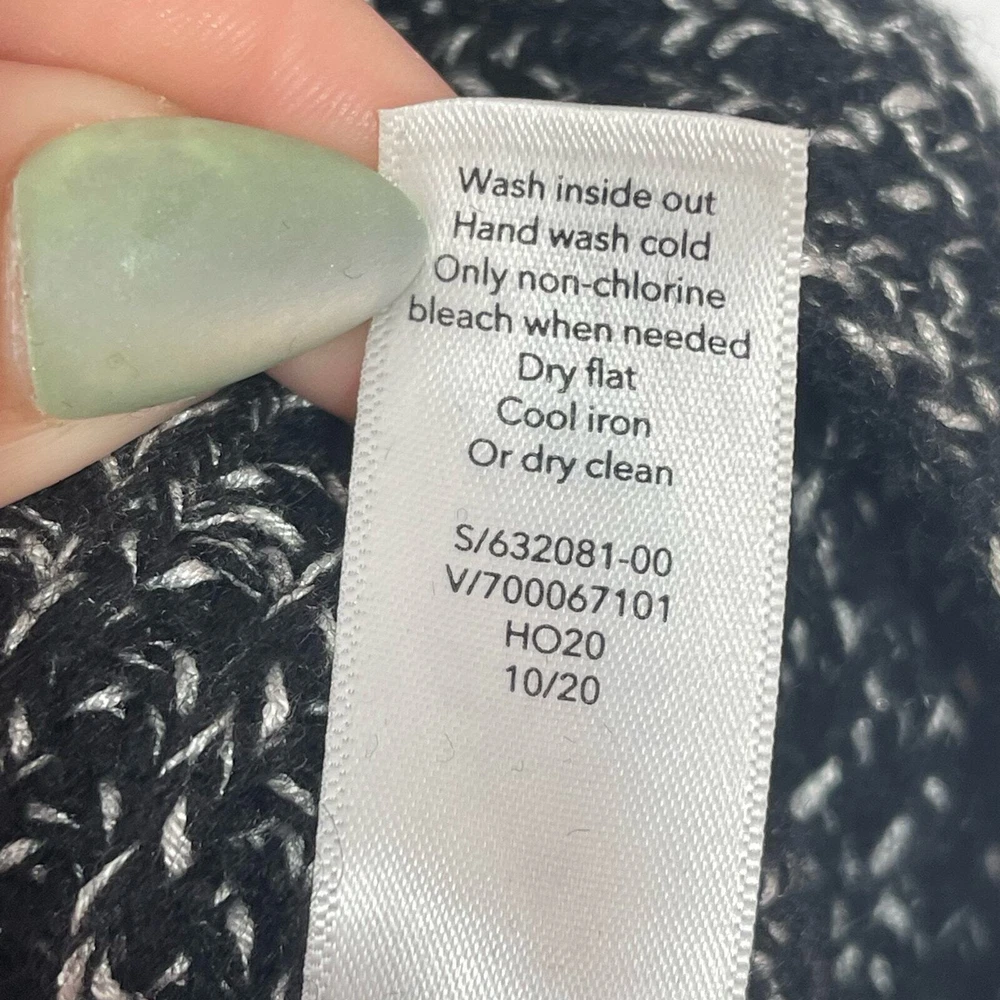 Wash inside out
Hand wash cold
Only non-chlorine
bleach when needed
Dry flat
Cool iron
Or dry clean
S/632081-00
V/700067101
HO20
10/20